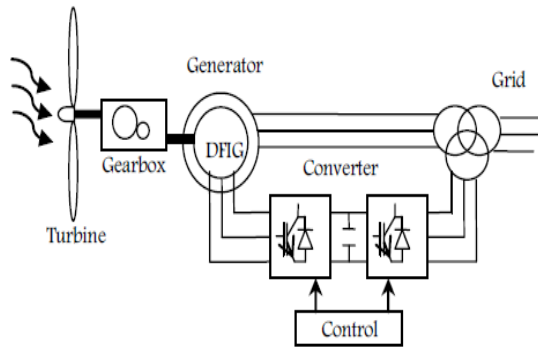 Generator
Grid
DFIG
Gearbox
Converter
Turbine
Control